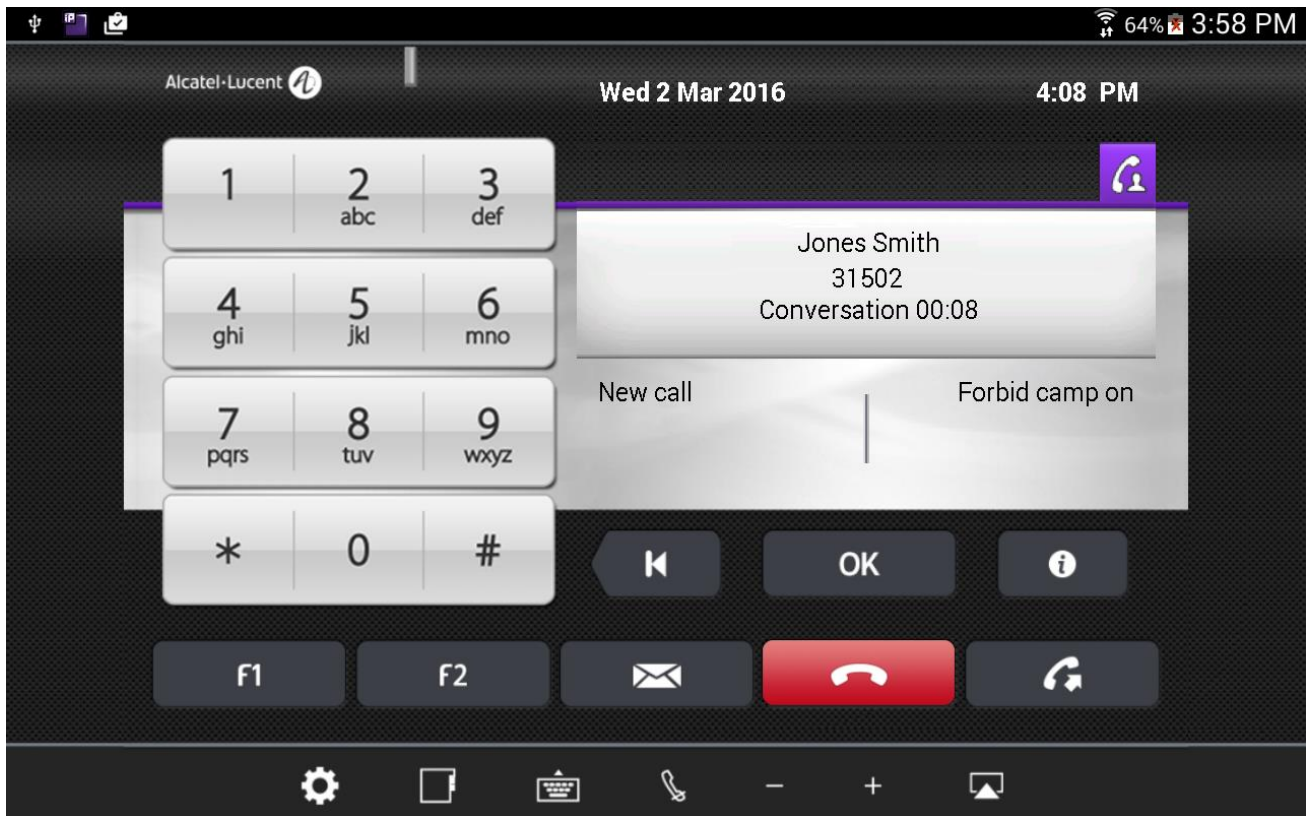 64% 3:58 PM
Alcatel·Lucent
Wed 2 Mar 2016 4:08 PM
1 2 3
abc def
4 5 6
ghi jkl mno
7 8 9
pqrs tuv wxyz
* 0 #
Jones Smith
31502
Conversation 00:08
New call Forbid camp on
OK
F1 F2
- +